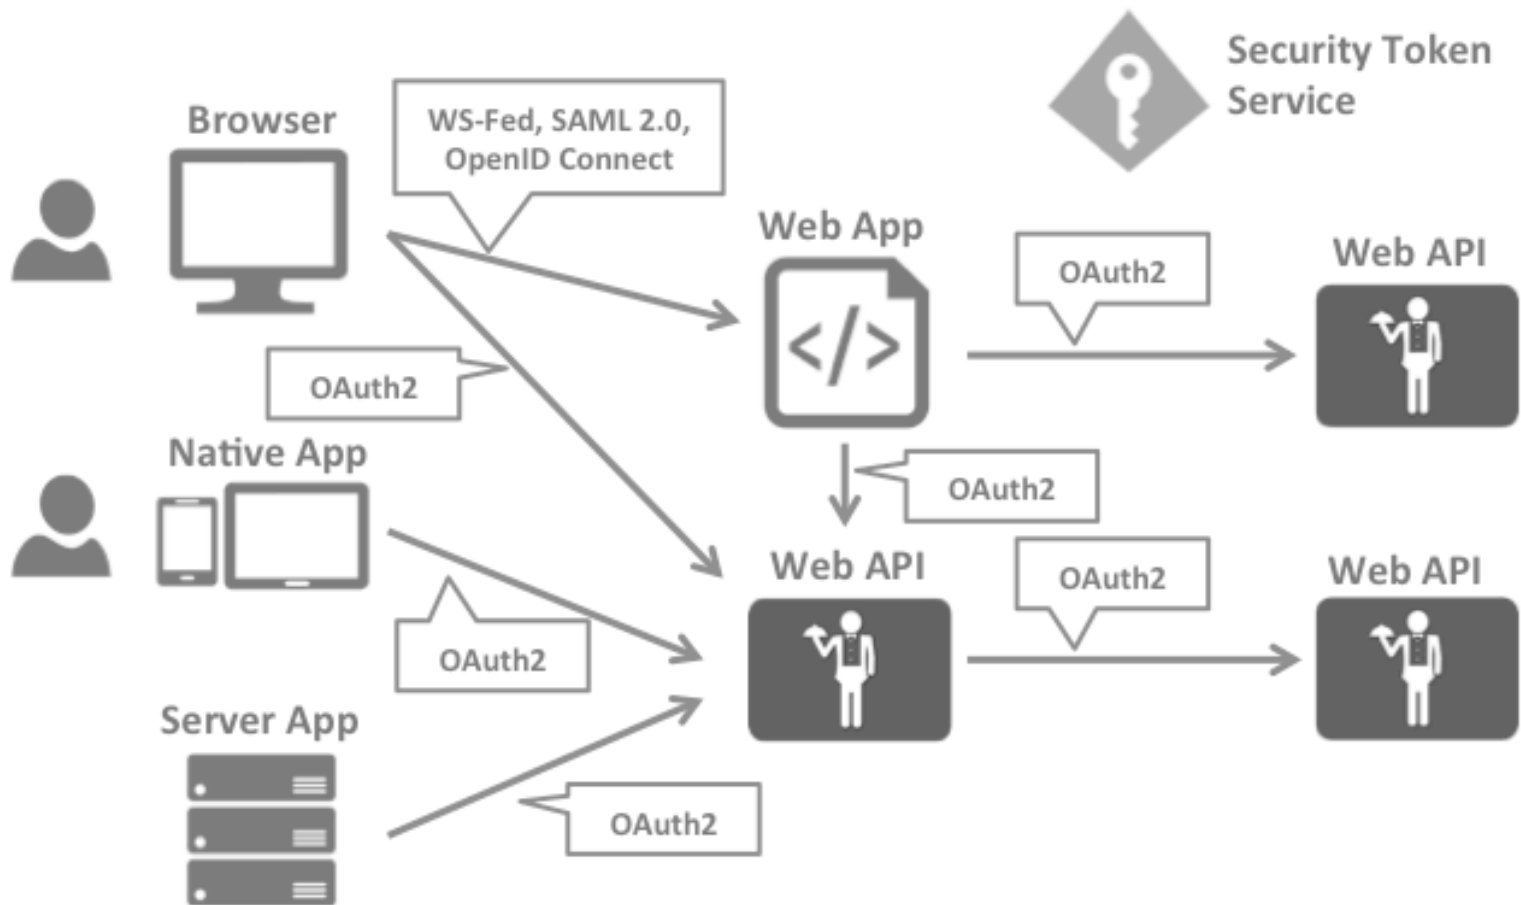 Security Token
Service
Browser
WS-Fed, SAML 2.0,
OpenID Connect
Web App
</>
OAuth2
Web API
OAuth2
Native App
OAuth2
Web API
OAuth2
Web API
OAuth2
Server App
OAuth2